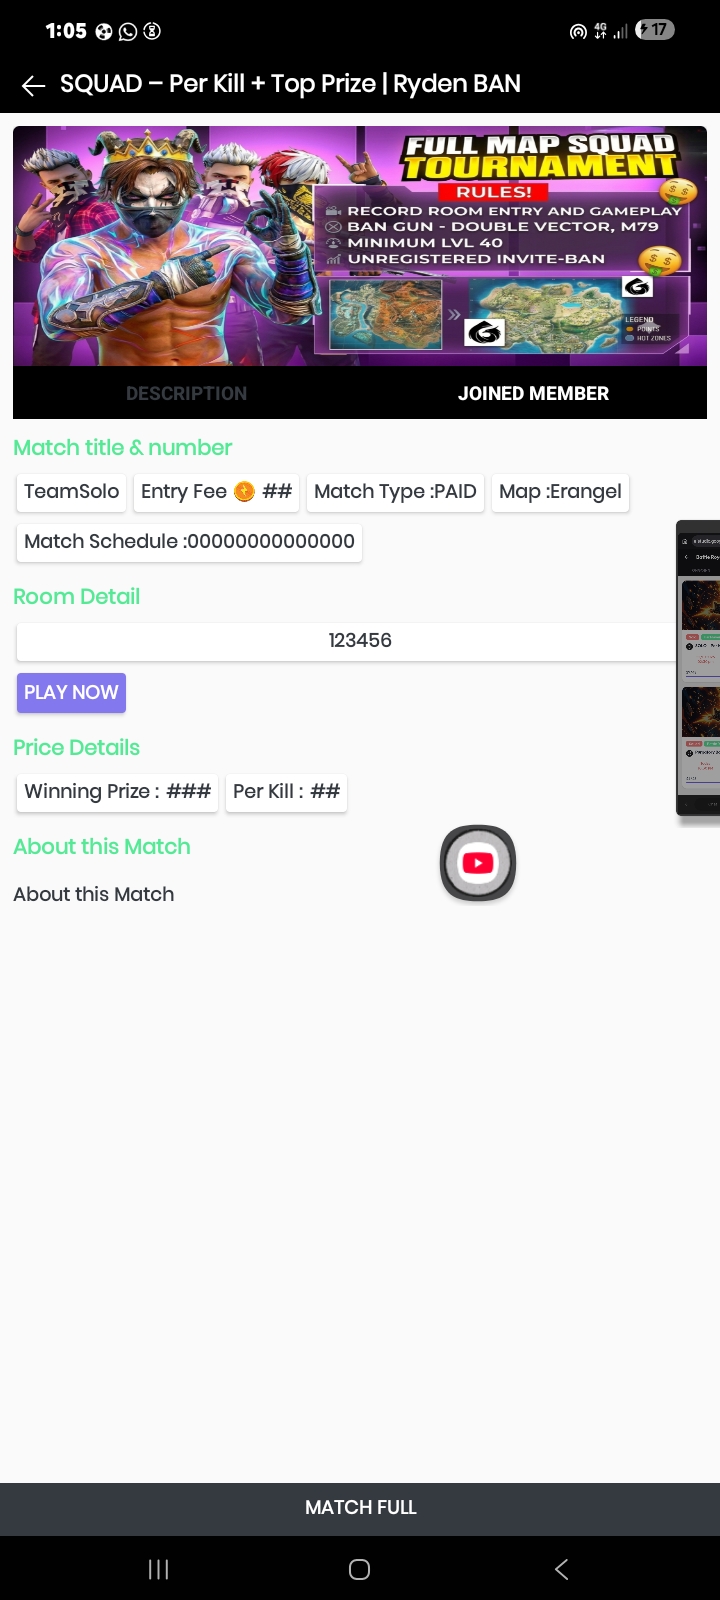 1:05 4G 17
SQUAD – Per Kill + Top Prize | Ryden BAN
FULL MAP SQUAD
TOURNAMENT
RULES!
RECORD ROOM ENTRY AND GAMEPLAY
BAN GUN - DOUBLE VECTOR, M79
MINIMUM LVL 40
UNREGISTERED INVITE-BAN
LEGEND
POINTS
HOT ZONES
DESCRIPTION JOINED MEMBER
Match title & number
TeamSolo Entry Fee ## Match Type :PAID Map :Erangel
Match Schedule :00000000000000
Room Detail
123456
PLAY NOW
Price Details
Winning Prize : ### Per Kill : ##
About this Match
About this Match
MATCH FULL